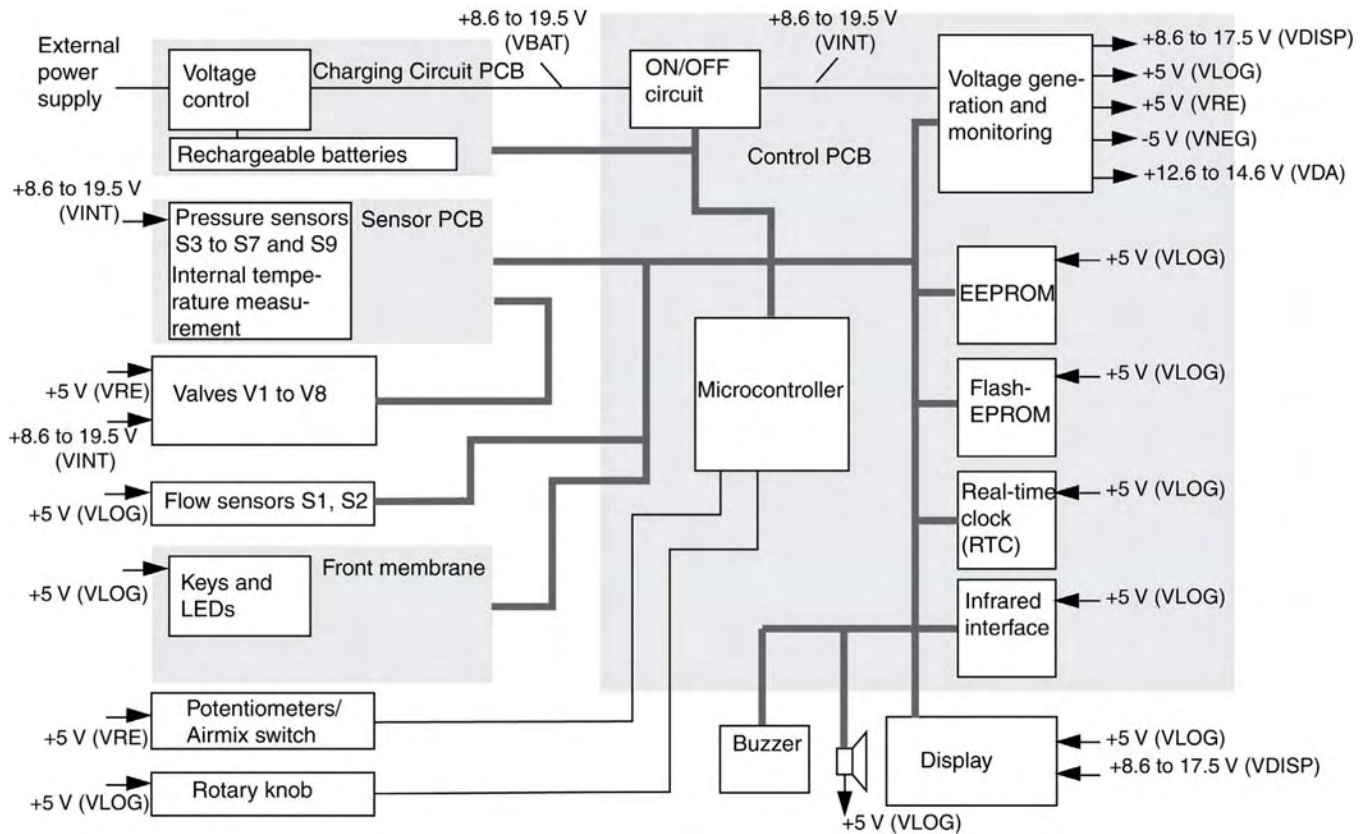 +8.6 to 19.5 V
(VBAT)
+8.6 to 19.5 V
(VINT)
External
power
supply
Voltage
control
Charging Circuit PCB
Rechargeable batteries
ON/OFF
circuit
Control PCB
Voltage gene-
ration and
monitoring
+8.6 to 17.5 V (VDISP)
+5 V (VLOG)
+5 V (VRE)
-5 V (VNEG)
+12.6 to 14.6 V (VDA)
+8.6 to 19.5 V
(VINT)
Pressure sensors
S3 to S7 and S9
Internal tempe-
rature measu-
rement
Sensor PCB
+5 V (VRE)
+8.6 to 19.5 V
(VINT)
Valves V1 to V8
+5 V (VLOG)
Flow sensors S1, S2
+5 V (VLOG)
Keys and
LEDs
Front membrane
+5 V (VRE)
Potentiometers/
Airmix switch
+5 V (VLOG)
Rotary knob
Microcontroller
EEPROM
+5 V (VLOG)
Flash-
EPROM
+5 V (VLOG)
Real-time
clock
(RTC)
+5 V (VLOG)
Infrared
interface
+5 V (VLOG)
Buzzer
+5 V (VLOG)
Display
+5 V (VLOG)
+8.6 to 17.5 V (VDISP)